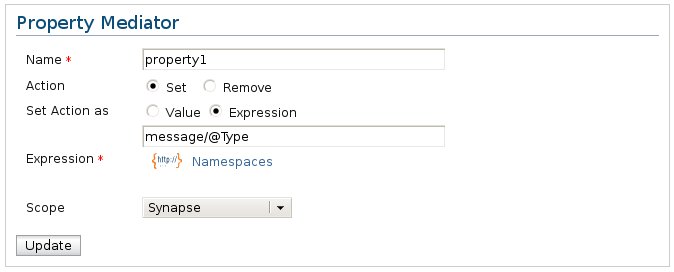 Property Mediator
Name * property1
Action Set Remove
Set Action as Value Expression
message/@Type
Expression * {http://} Namespaces
Scope Synapse
Update